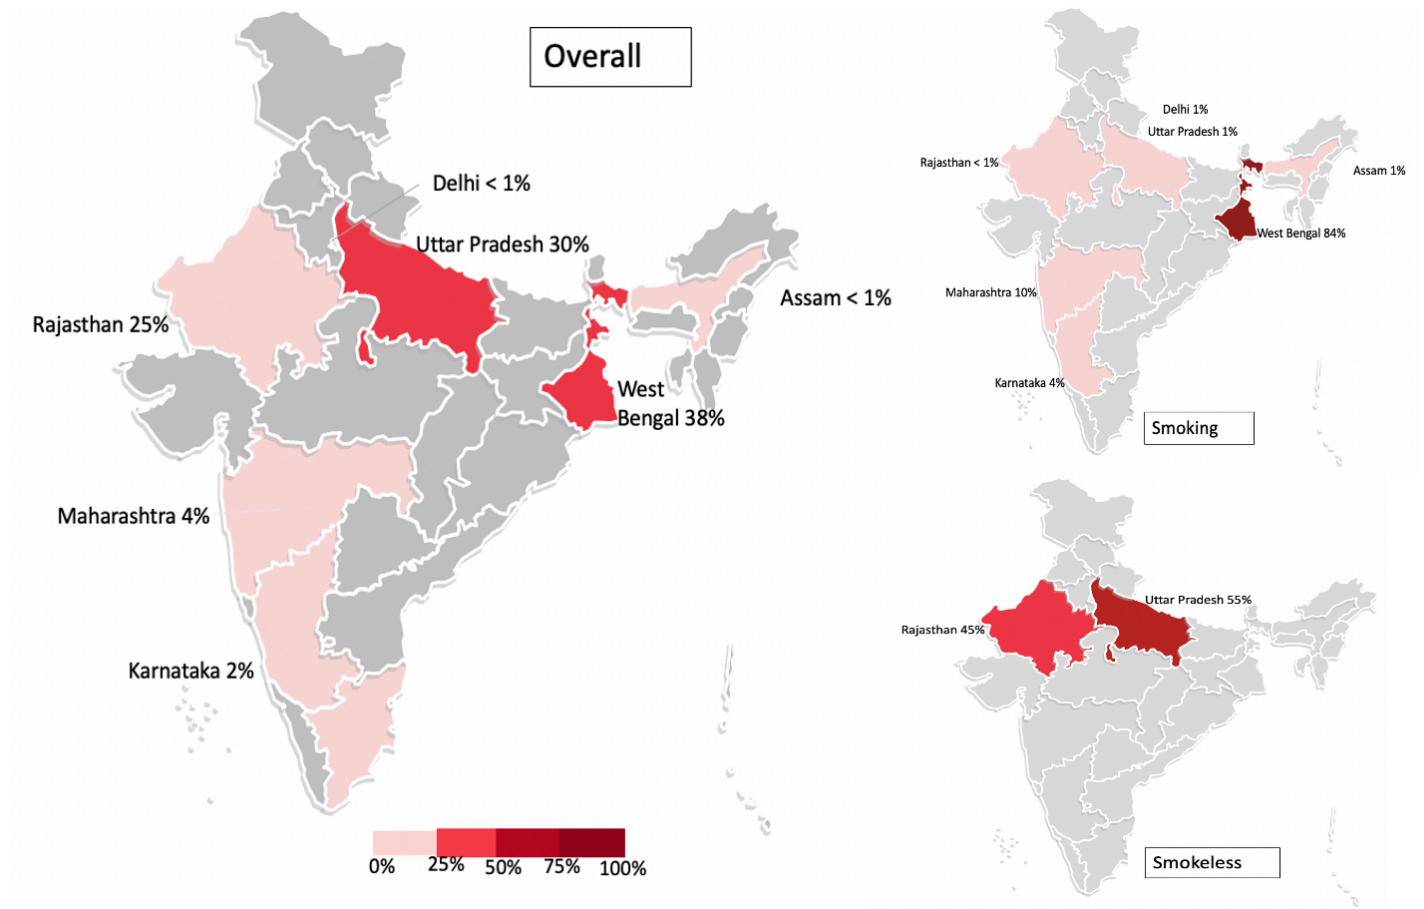 Overall
Delhi < 1%
Uttar Pradesh 30%
Assam < 1%
Rajasthan 25%
West
Bengal 38%
Maharashtra 4%
Karnataka 2%
0%
25%
50%
75%
100%
Delhi 1%
Uttar Pradesh 1%
Rajasthan < 1%
Assam 1%
West Bengal 84%
Maharashtra 10%
Karnataka 4%
Smoking
Uttar Pradesh 55%
Rajasthan 45%
Smokeless